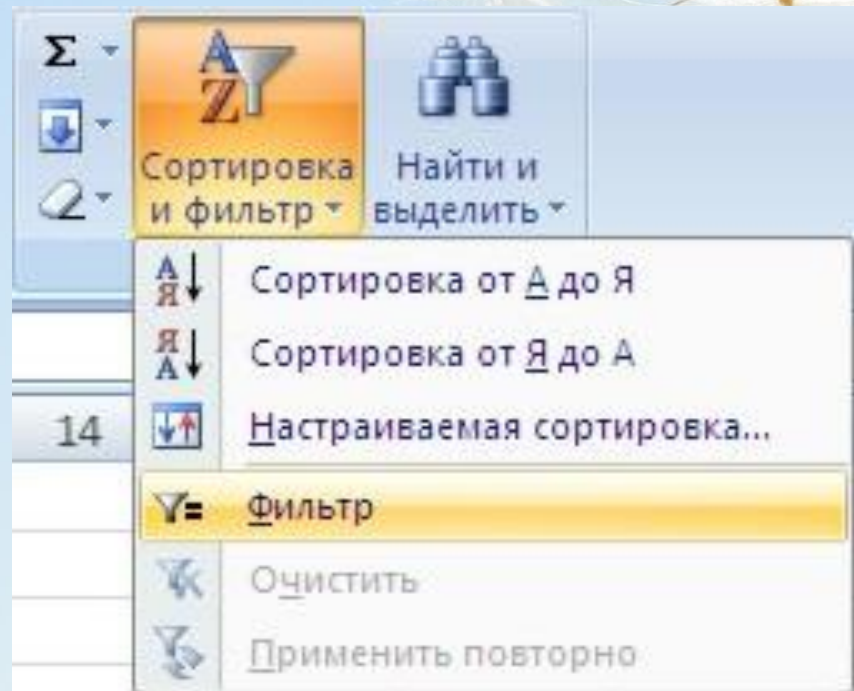 Σ
Сортировка
и фильтр
Найти и
выделить
Сортировка от А до Я
Сортировка от Я до А
Настраиваемая сортировка...
14
Фильтр
Очистить
Применить повторно